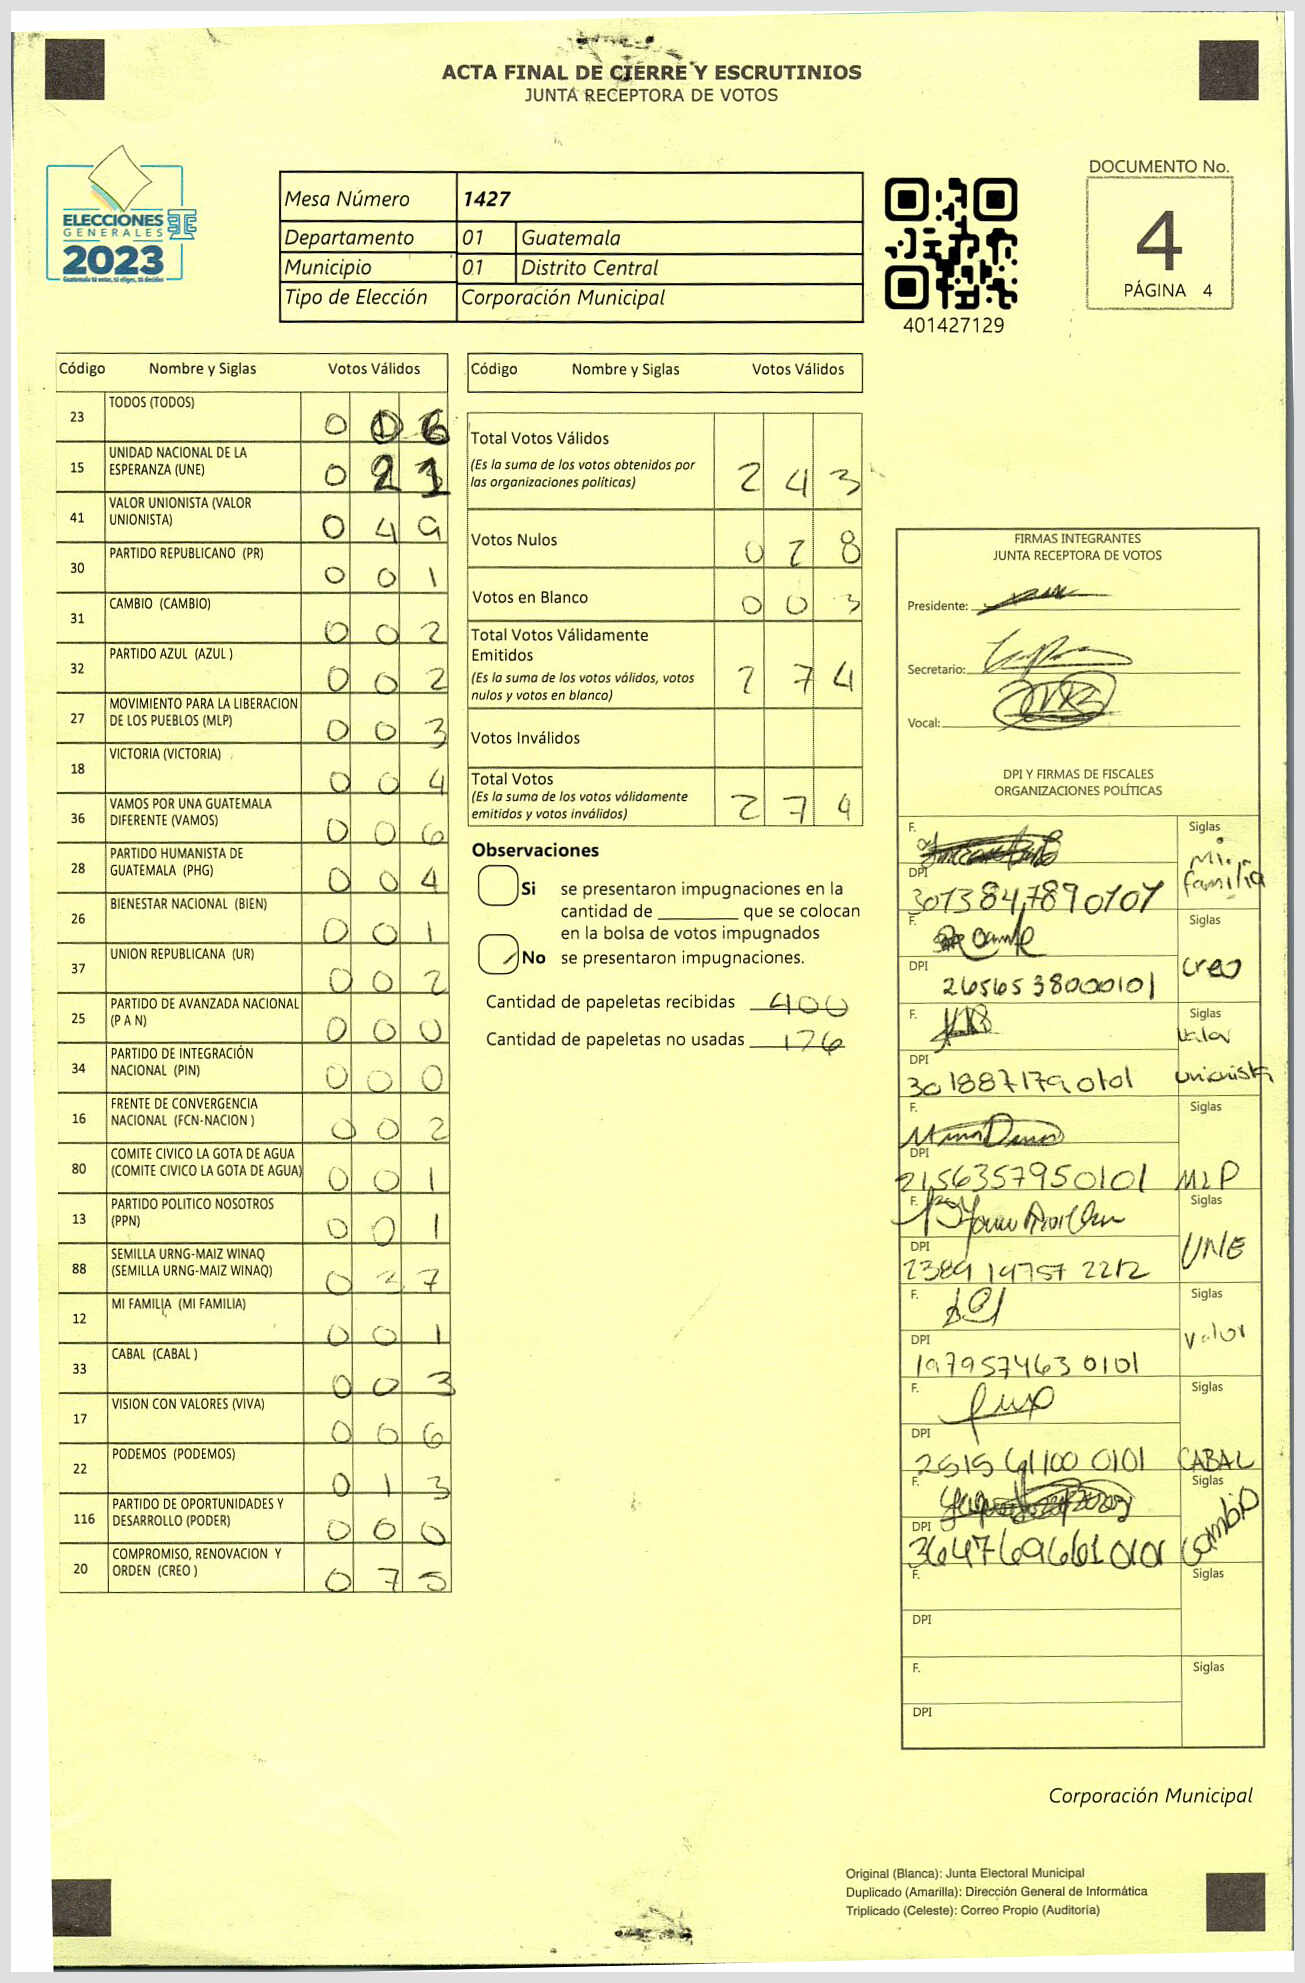 ACTA FINAL DE CIERRE Y ESCRUTINIOS
JUNTA RECEPTORA DE VOTOS
ELECCIONES
GENERALES
2023
Mesa Número 1427
Departamento 01 Guatemala
Municipio 01 Distrito Central
Tipo de Elección Corporación Municipal
401427129
DOCUMENTO No.
4
PÁGINA 4
Código Nombre y Siglas Votos Válidos
23 TODOS (TODOS) 0
15 UNIDAD NACIONAL DE LA ESPERANZA (UNE) 0 2
41 VALOR UNIONISTA (VALOR UNIONISTA) 0 4 9
30 PARTIDO REPUBLICANO (PR) 0 0 1
31 CAMBIO (CAMBIO) 0 0 2
32 PARTIDO AZUL (AZUL ) 0 0 2
27 MOVIMIENTO PARA LA LIBERACION DE LOS PUEBLOS (MLP) 0 0 3
18 VICTORIA (VICTORIA) 0 0 4
36 VAMOS POR UNA GUATEMALA DIFERENTE (VAMOS) 0 0 6
28 PARTIDO HUMANISTA DE GUATEMALA (PHG) 0 0 4
26 BIENESTAR NACIONAL (BIEN) 0 0 1
37 UNION REPUBLICANA (UR) 0 0 2
25 PARTIDO DE AVANZADA NACIONAL (P A N) 0 0 0
34 PARTIDO DE INTEGRACIÓN NACIONAL (PIN) 0 0 0
16 FRENTE DE CONVERGENCIA NACIONAL (FCN-NACION ) 0 0 2
80 COMITE CIVICO LA GOTA DE AGUA (COMITE CIVICO LA GOTA DE AGUA) 0 0 1
13 PARTIDO POLITICO NOSOTROS (PPN) 0 0 1
88 SEMILLA URNG-MAIZ WINAQ (SEMILLA URNG-MAIZ WINAQ) 0 2 7
12 MI FAMILIA (MI FAMILIA) 0 0 1
33 CABAL (CABAL ) 0 0 3
17 VISION CON VALORES (VIVA) 0 0 6
22 PODEMOS (PODEMOS) 0 1 3
116 PARTIDO DE OPORTUNIDADES Y DESARROLLO (PODER) 0 0 0
20 COMPROMISO, RENOVACION Y ORDEN (CREO ) 0 7 5
Código Nombre y Siglas Votos Válidos
Total Votos Válidos
(Es la suma de los votos obtenidos por
las organizaciones políticas) 2 4 3
Votos Nulos 0 2 8
Votos en Blanco 0 0 3
Total Votos Válidamente
Emitidos
(Es la suma de los votos válidos, votos
nulos y votos en blanco) 2 7 4
Votos Inválidos
Total Votos
(Es la suma de los votos válidamente
emitidos y votos inválidos) 2 7 4
Observaciones
Si se presentaron impugnaciones en la
cantidad de ________ que se colocan
en la bolsa de votos impugnados
No se presentaron impugnaciones.
Cantidad de papeletas recibidas 400
Cantidad de papeletas no usadas 176
FIRMAS INTEGRANTES
JUNTA RECEPTORA DE VOTOS
Presidente:
Secretario:
Vocal:
DPI Y FIRMAS DE FISCALES
ORGANIZACIONES POLÍTICAS
F. Siglas
Mi familia
DPI
F. Siglas
DPI 2656538000101 creo
F. Siglas
Valor
DPI 3018871790101 unionista
F. Siglas
DPI 2156357950101 MLP
F. Siglas
UNE
DPI 2389 14757 2212
F. Siglas
Valor
DPI 1979574630101
F. Siglas
DPI CABAL
F. Siglas
DPI 3647696610101 cambio
F. Siglas
DPI
F. Siglas
DPI
Corporación Municipal
Original (Blanca): Junta Electoral Municipal
Duplicado (Amarilla): Dirección General de Informática
Triplicado (Celeste): Correo Propio (Auditoría)